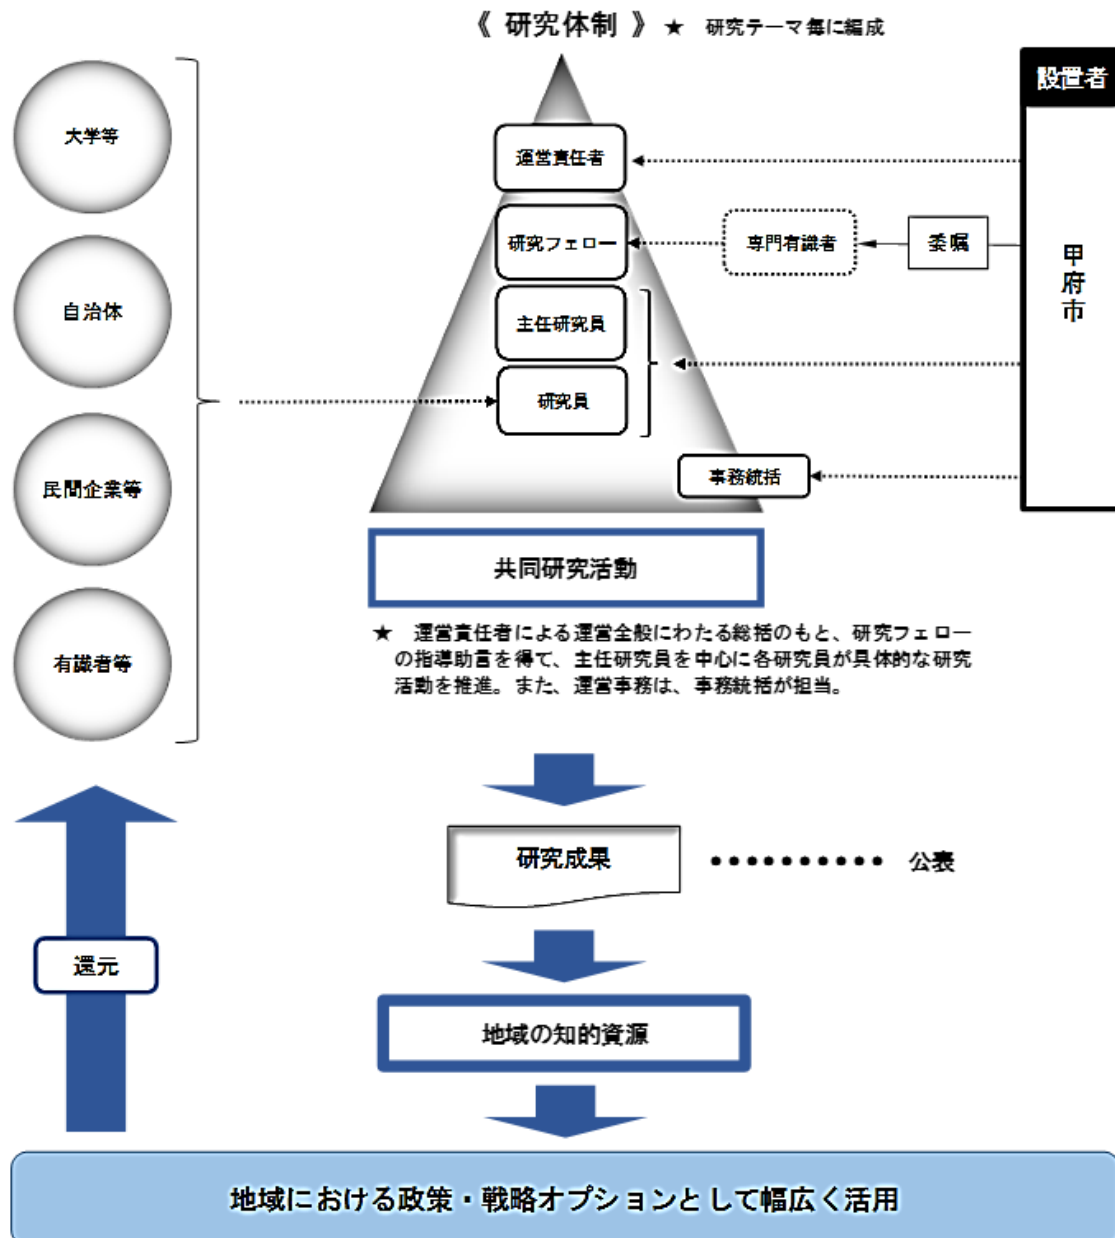 《 研究体制 》 ★ 研究テーマ毎に編成
設置者
大学等
運営責任者
研究フェロー
専門有識者
委嘱
甲府市
自治体
主任研究員
研究員
民間企業等
事務統括
共同研究活動
★ 運営責任者による運営全般にわたる総括のもと、研究フェロー
の指導助言を得て、主任研究員を中心に各研究員が具体的な研究
活動を推進。また、運営事務は、事務統括が担当。
有識者等
研究成果
公表
還元
地域の知的資源
地域における政策・戦略オプションとして幅広く活用